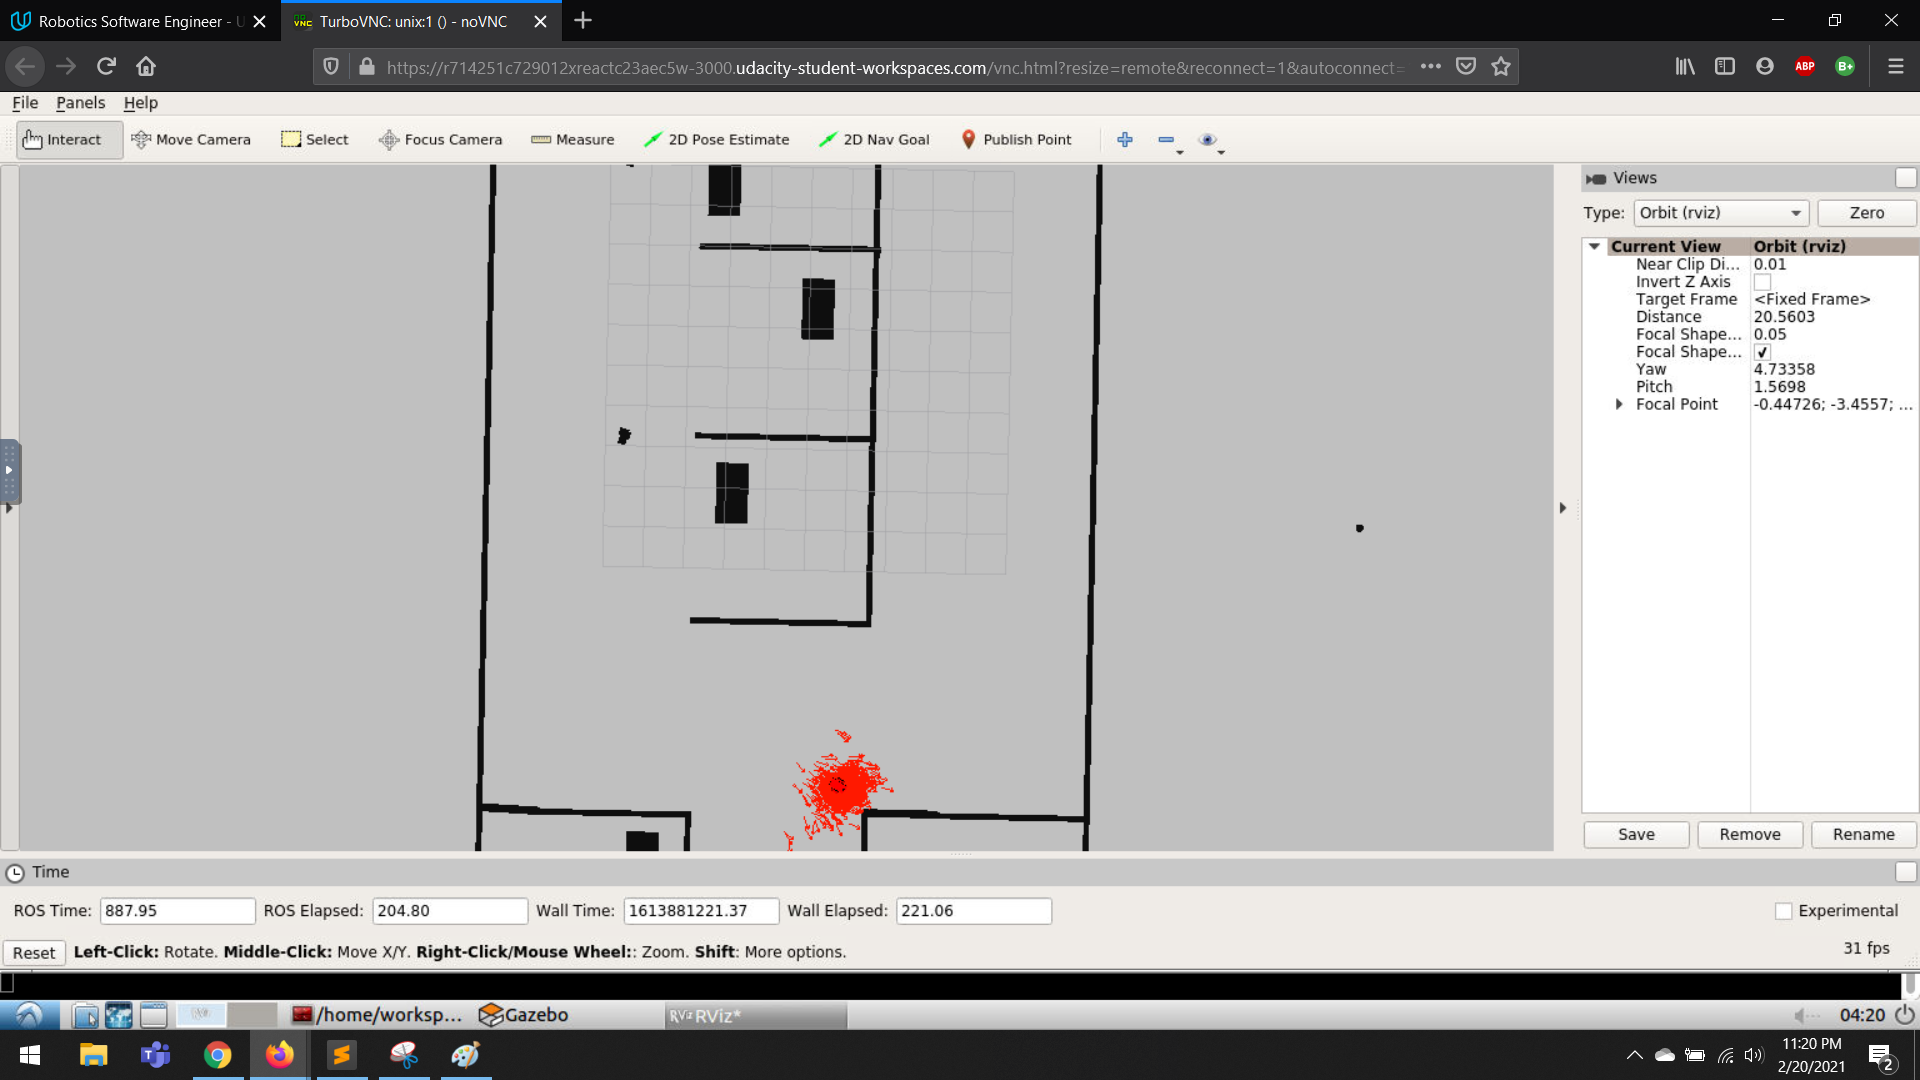 Robotics Software Engineer - U
TurboVNC: unix:1 () - noVNC
https://r714251c729012xreactc23aec5w-3000.udacity-student-workspaces.com/vnc.html?resize=remote&reconnect=1&autoconnect=
ABP
B+
File Panels Help
Interact Move Camera Select Focus Camera Measure 2D Pose Estimate 2D Nav Goal Publish Point
Views
Type: Orbit (rviz) Zero
Current View Orbit (rviz)
Near Clip Di... 0.01
Invert Z Axis
Target Frame <Fixed Frame>
Distance 20.5603
Focal Shape... 0.05
Focal Shape...
Yaw 4.73358
Pitch 1.5698
Focal Point -0.44726; -3.4557; ...
Save Remove Rename
Time
ROS Time: 887.95 ROS Elapsed: 204.80 Wall Time: 1613881221.37 Wall Elapsed: 221.06 Experimental
Reset Left-Click: Rotate. Middle-Click: Move X/Y. Right-Click/Mouse Wheel:: Zoom. Shift: More options. 31 fps
/home/worksp... Gazebo RViz* 04:20
11:20 PM
2/20/2021
2